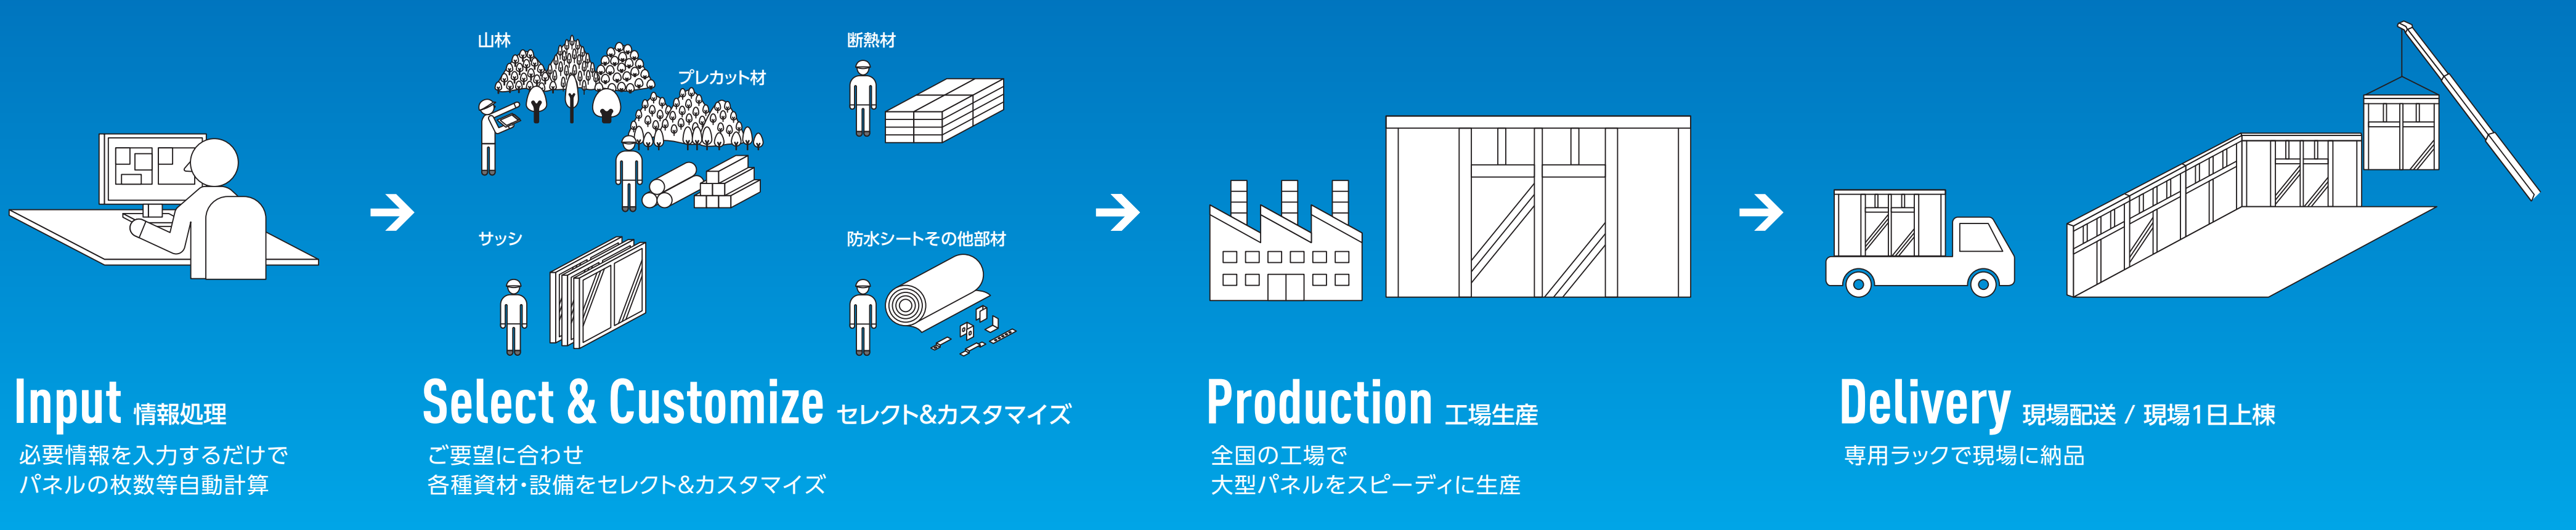 山林
プレカット材
断熱材
サッシ
防水シートその他部材
Input 情報処理
必要情報を入力するだけで
パネルの枚数等自動計算
Select & Customize セレクト&カスタマイズ
ご要望に合わせ
各種資材・設備をセレクト&カスタマイズ
Production 工場生産
全国の工場で
大型パネルをスピーディに生産
Delivery 現場配送 / 現場1日上棟
専用ラックで現場に納品